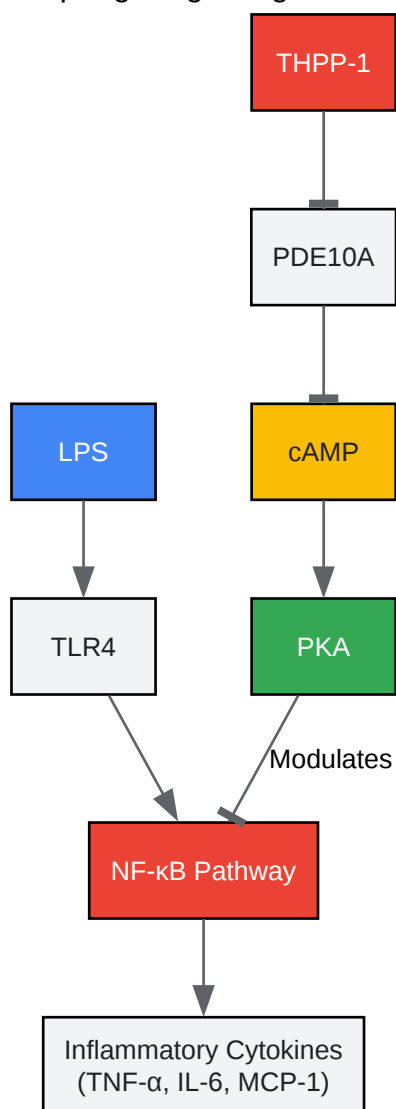 THPP-1
PDE10A
LPS
cAMP
TLR4
PKA
Modulates
NF-κB Pathway
Inflammatory Cytokines
(TNF-α, IL-6, MCP-1)